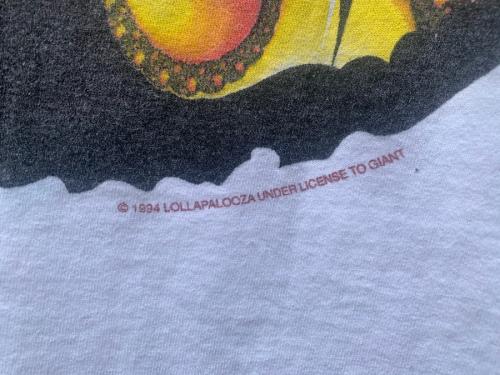 © 1994 LOLLAPALOOZA UNDER LICENSE TO GIANT